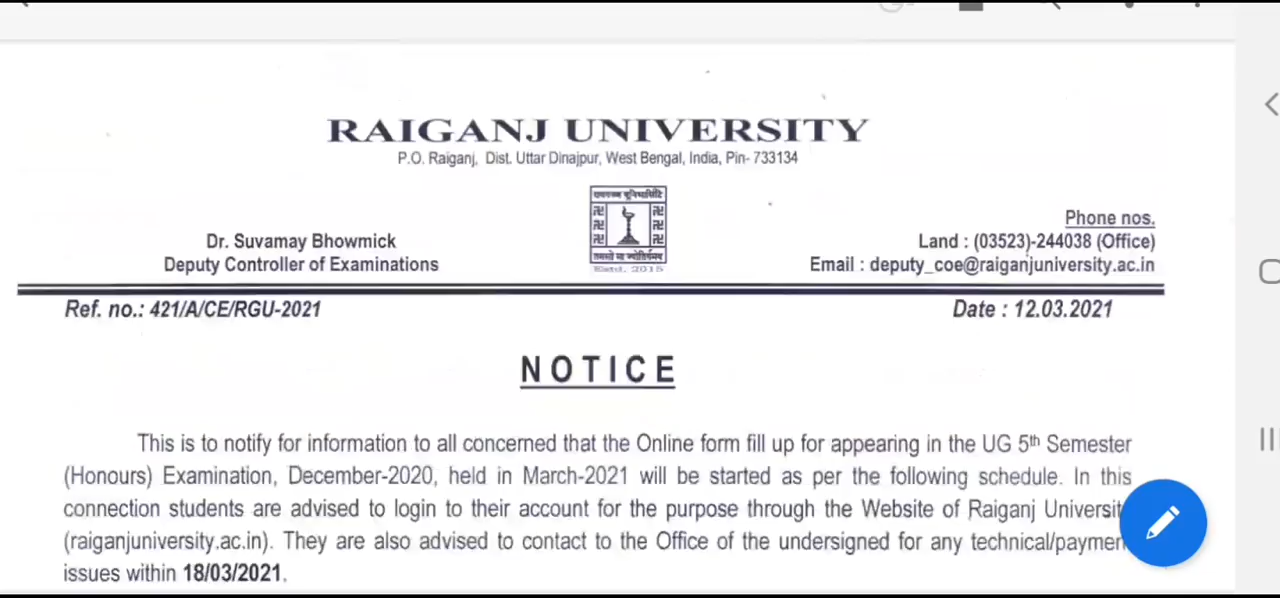 RAIGANJ UNIVERSITY
P.O. Raiganj, Dist. Uttar Dinajpur, West Bengal, India, Pin- 733134
Estd. 2015
Dr. Suvamay Bhowmick
Deputy Controller of Examinations
Phone nos.
Land : (03523)-244038 (Office)
Email : deputy_coe@raiganjuniversity.ac.in
Ref. no.: 421/A/CE/RGU-2021
Date : 12.03.2021
NOTICE
This is to notify for information to all concerned that the Online form fill up for appearing in the UG 5th Semester
(Honours) Examination, December-2020, held in March-2021 will be started as per the following schedule. In this
connection students are advised to login to their account for the purpose through the Website of Raiganj Universit
(raiganjuniversity.ac.in). They are also advised to contact to the Office of the undersigned for any technical/paymen
issues within 18/03/2021.